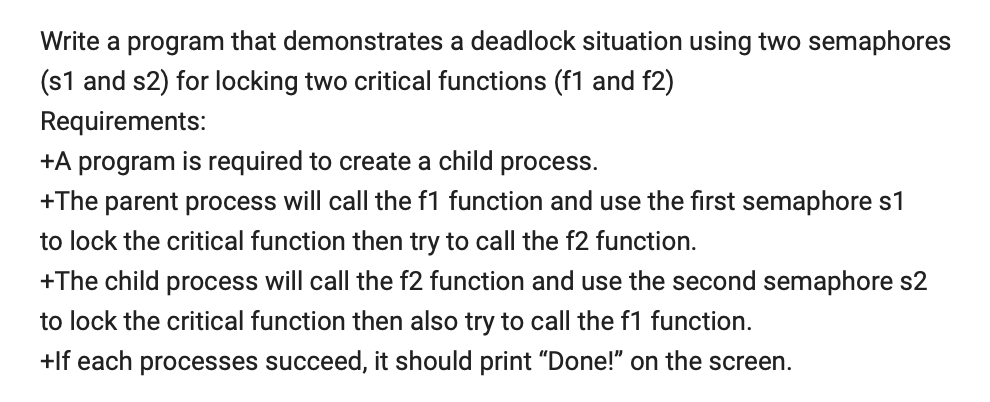 Write a program that demonstrates a deadlock situation using two semaphores
(s1 and s2) for locking two critical functions (f1 and f2)
Requirements:
+A program is required to create a child process.
+The parent process will call the f1 function and use the first semaphore s1
to lock the critical function then try to call the f2 function.
+The child process will call the f2 function and use the second semaphore s2
to lock the critical function then also try to call the f1 function.
+If each processes succeed, it should print “Done!” on the screen.